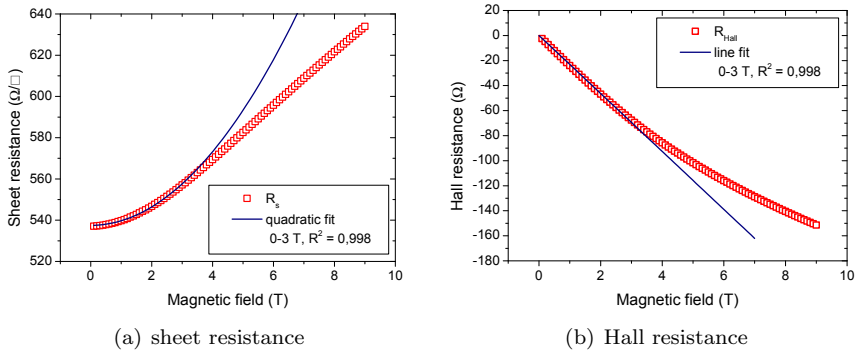 640
620
600
580
560
540
520
0 2 4 6 8 10
Sheet resistance (Ω/□)
Magnetic field (T)
R_s
quadratic fit
0-3 T, R² = 0,998
(a) sheet resistance
20
0
-20
-40
-60
-80
-100
-120
-140
-160
-180
0 2 4 6 8 10
Hall resistance (Ω)
Magnetic field (T)
R_Hall
line fit
0-3 T, R² = 0,998
(b) Hall resistance